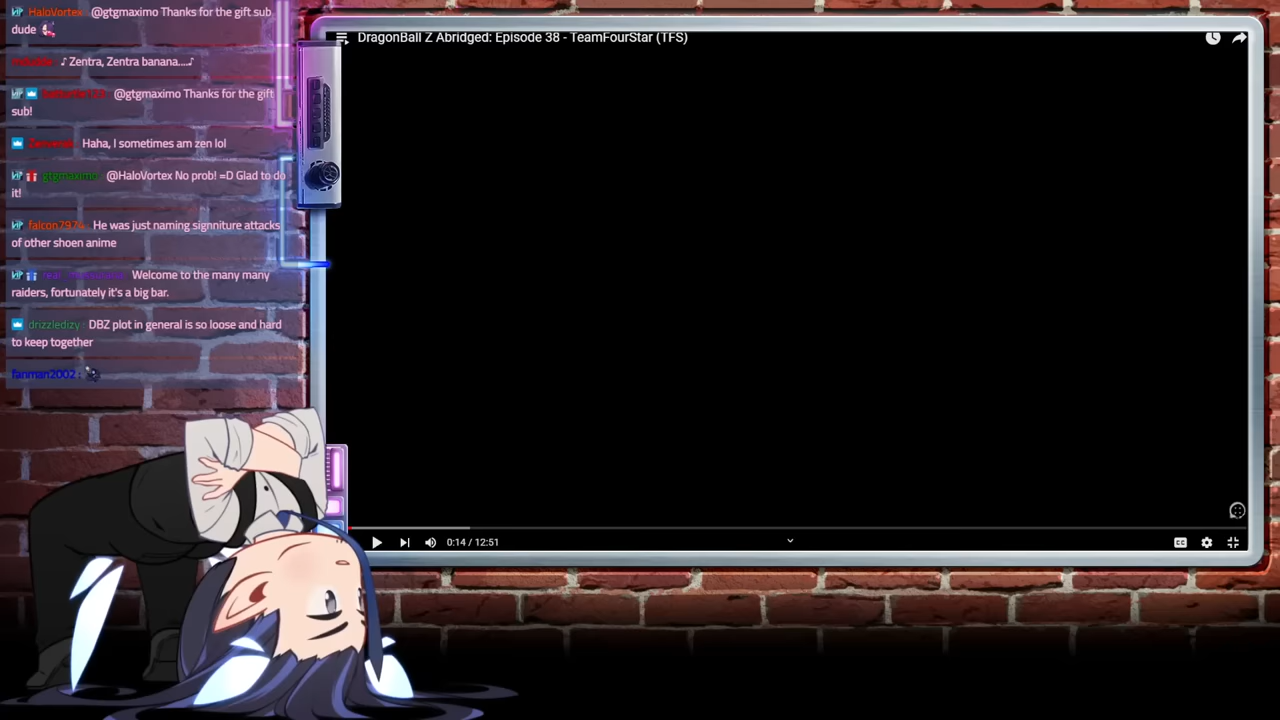 HaloVortex @gtgmaximo Thanks for the gift sub
dude
♪ Zentra, Zentra banana....♪
@gtgmaximo Thanks for the gift
sub!
Haha, I sometimes am zen lol
gtgmaximo @HaloVortex No prob! =D Glad to do
it!
falcon7974 He was just naming signniture attacks
of other shoen anime
Welcome to the many many
raiders, fortunately it's a big bar.
drizzledizy : DBZ plot in general is so loose and hard
to keep together
fanman2002 :
DragonBall Z Abridged: Episode 38 - TeamFourStar (TFS)
0:14 / 12:51
CC